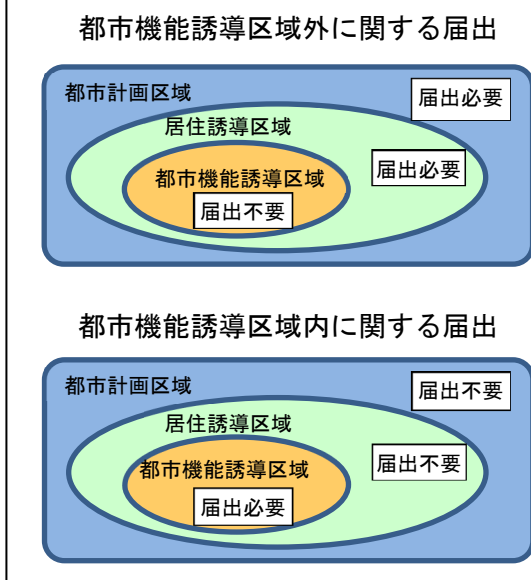 都市機能誘導区域外に関する届出
都市計画区域
届出必要
居住誘導区域
届出必要
都市機能誘導区域
届出不要
都市機能誘導区域内に関する届出
都市計画区域
届出不要
居住誘導区域
届出不要
都市機能誘導区域
届出必要